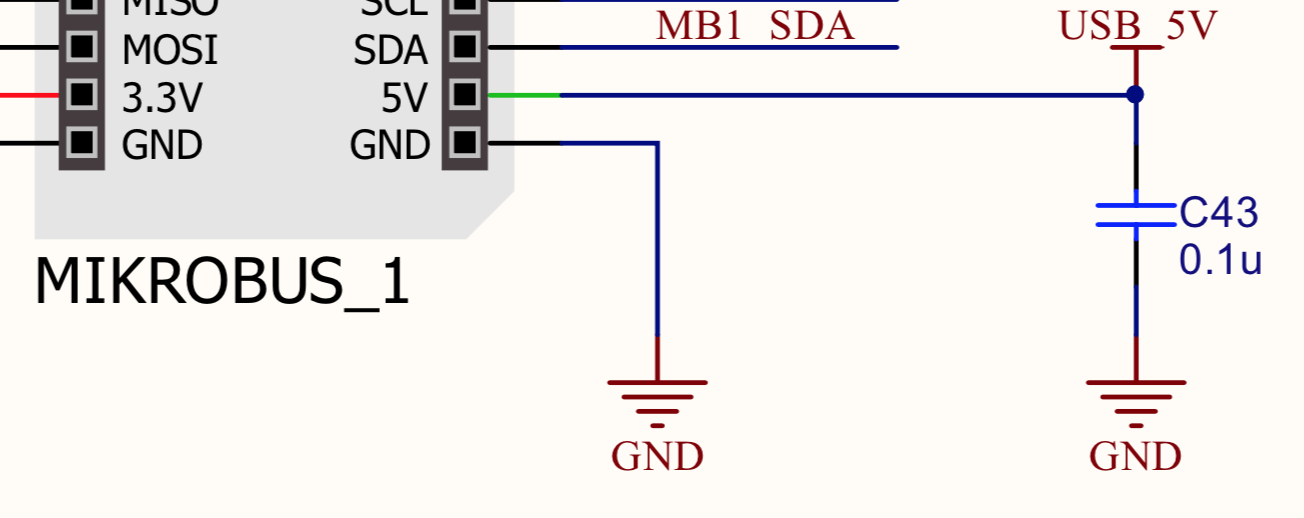 MISO SCL
MB1_SDA USB_5V
MOSI SDA
3.3V 5V
GND GND
C43
0.1u
MIKROBUS_1
GND GND